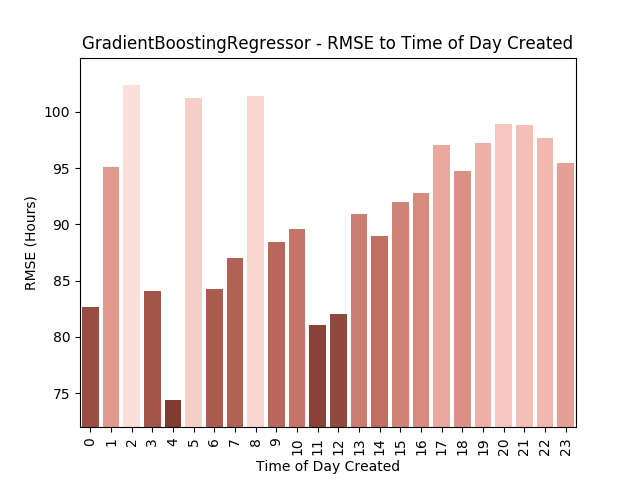 GradientBoostingRegressor - RMSE to Time of Day Created
100
95
90
85
80
75
RMSE (Hours)
0 1 2 3 4 5 6 7 8 9 10 11 12 13 14 15 16 17 18 19 20 21 22 23
Time of Day Created